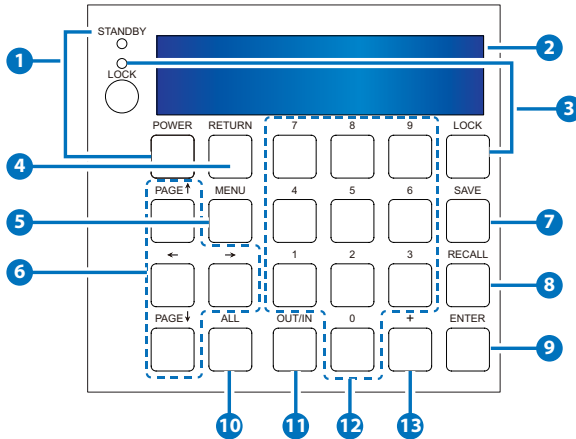 STANDBY
1
2
LOCK
3
POWER RETURN 7 8 9 LOCK
4
PAGE↑ MENU 4 5 6 SAVE
5
7
6
← → 1 2 3 RECALL
8
PAGE↓ ALL OUT/IN 0 + ENTER
9
10 11 12 13